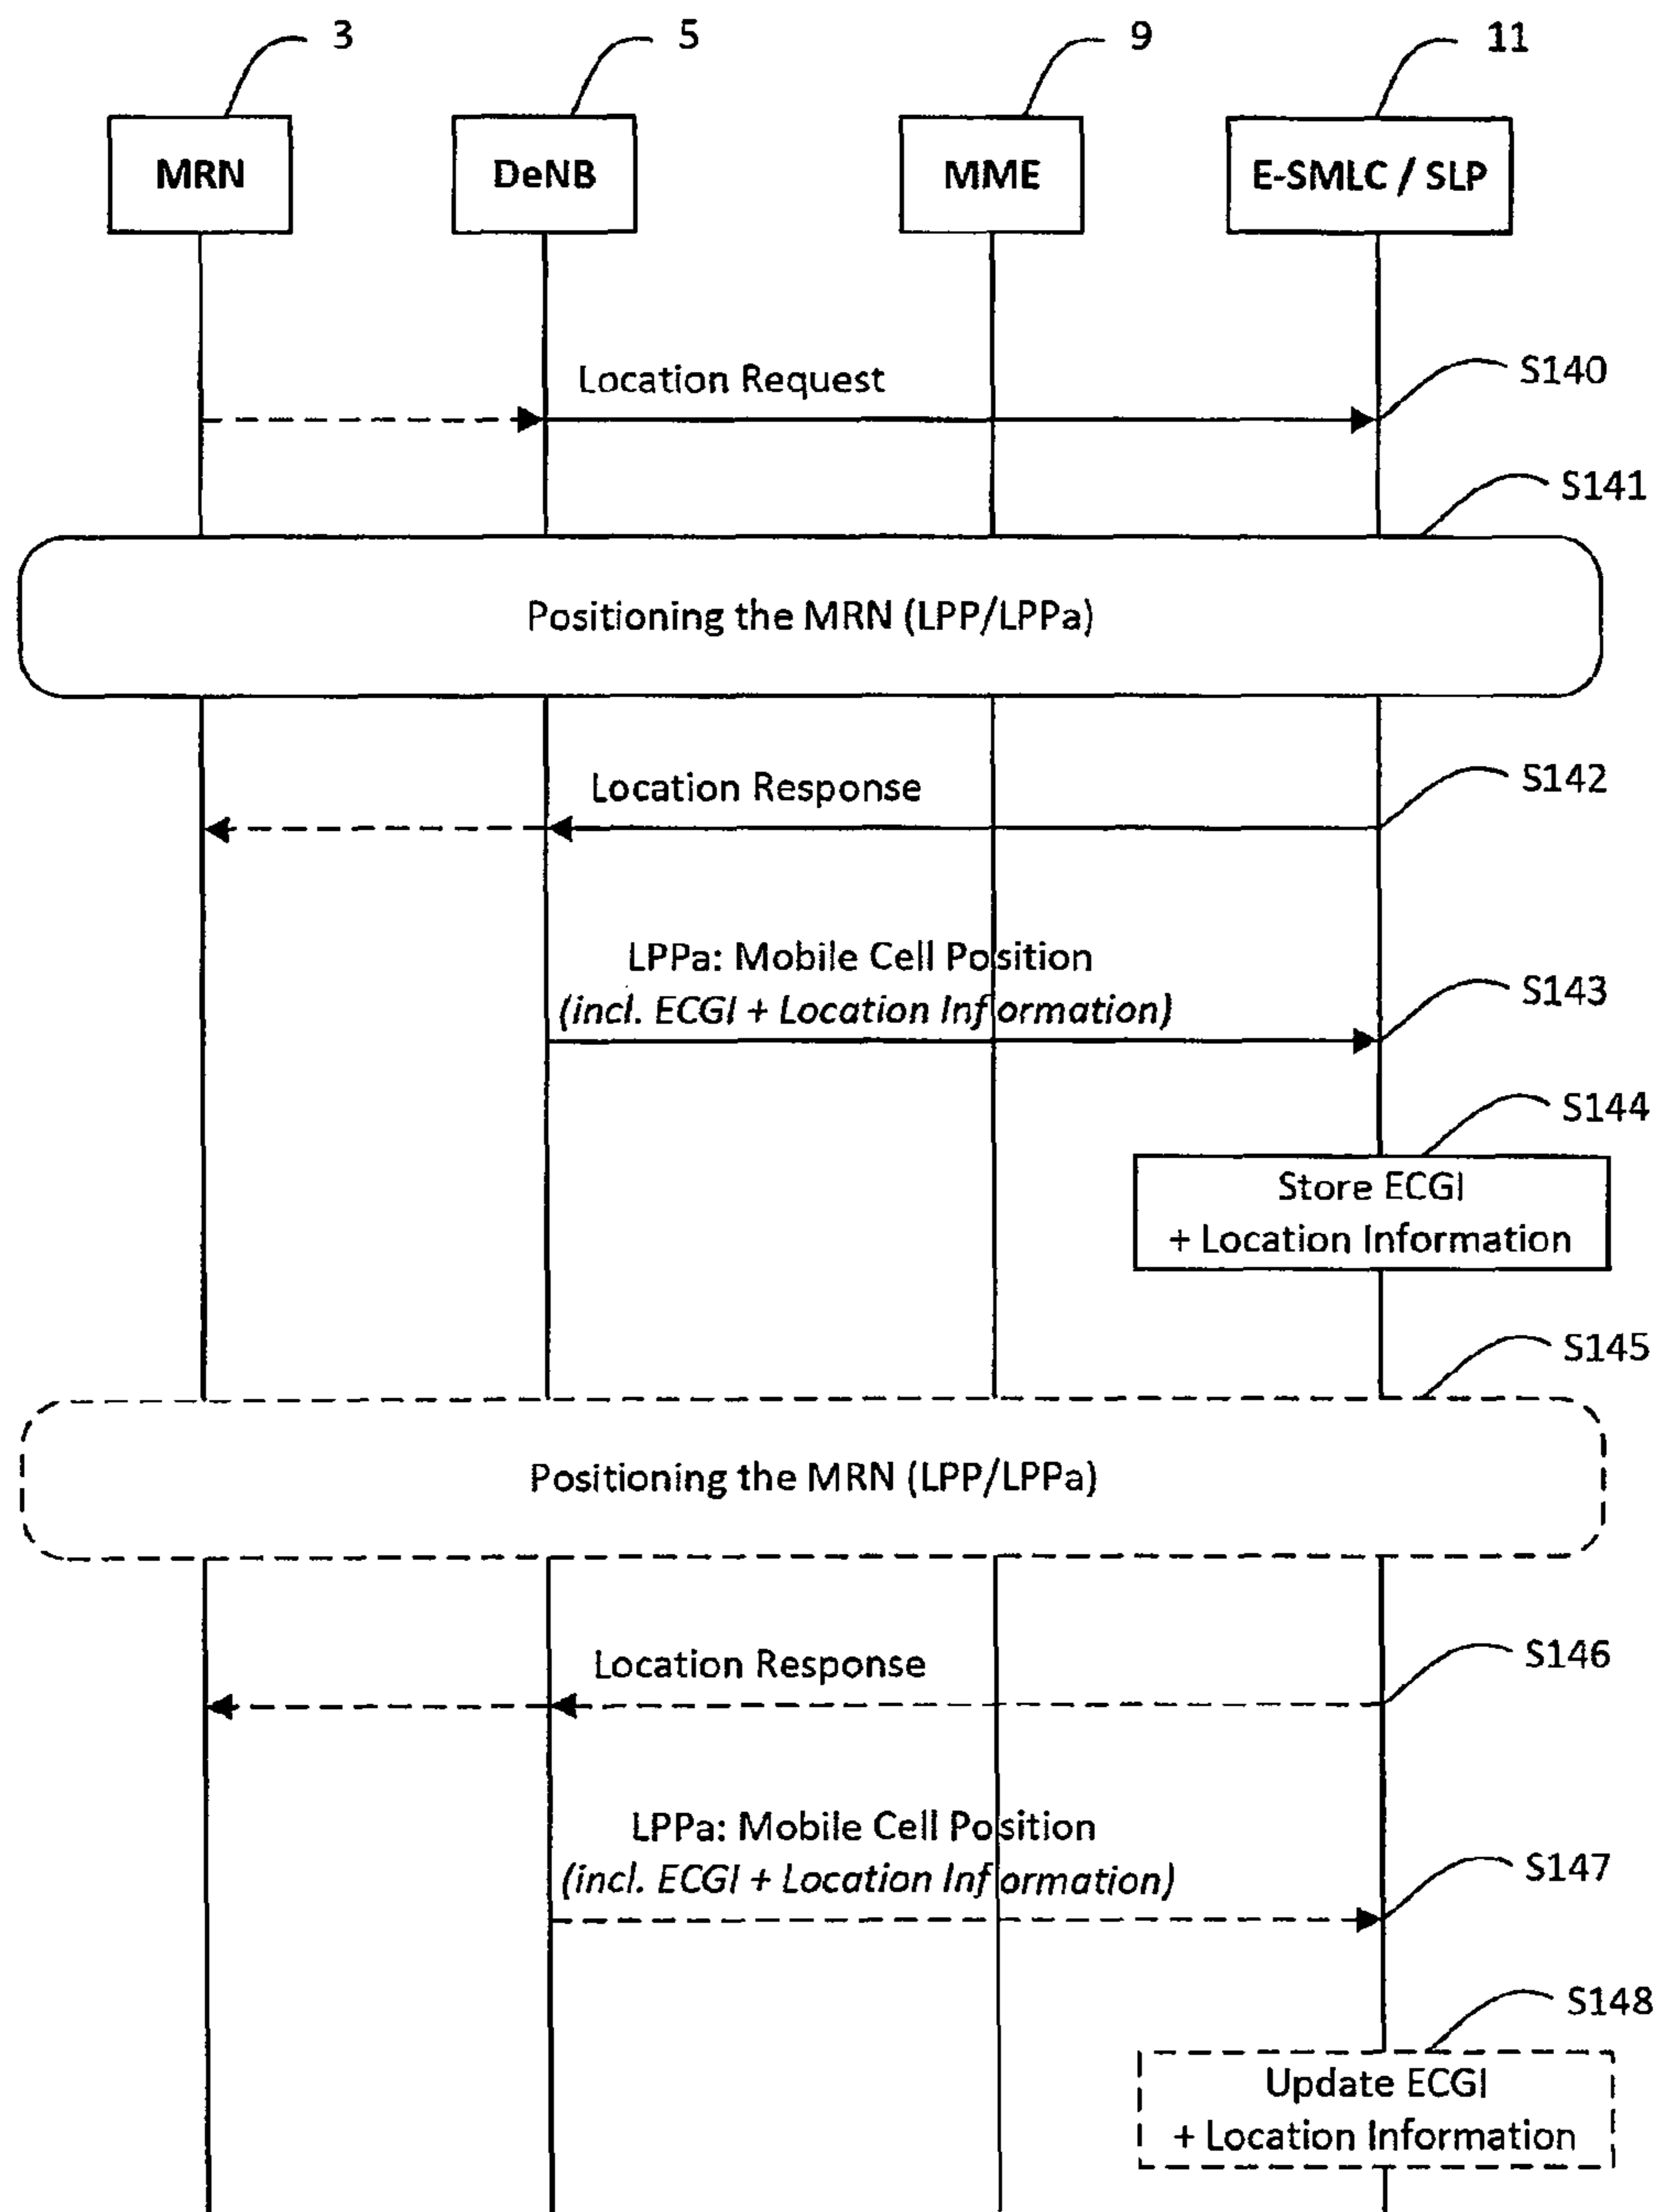 3
5
9
11
MRN
DeNB
MME
E-SMLC / SLP
Location Request
S140
S141
Positioning the MRN (LPP/LPPa)
Location Response
S142
LPPa: Mobile Cell Position
(incl. ECGI + Location Information)
S143
S144
Store ECGI
+ Location Information
S145
Positioning the MRN (LPP/LPPa)
Location Response
S146
LPPa: Mobile Cell Position
(incl. ECGI + Location Information)
S147
S148
Update ECGI
+ Location Information